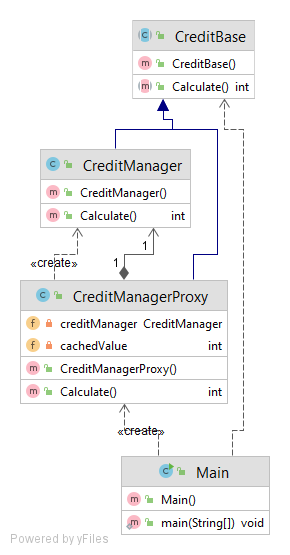 CreditBase
CreditBase()
Calculate() int
CreditManager
CreditManager()
Calculate() int
«create»
1
1
CreditManagerProxy
creditManager CreditManager
cachedValue int
CreditManagerProxy()
Calculate() int
«create»
Main
Main()
main(String[]) void
Powered by yFiles